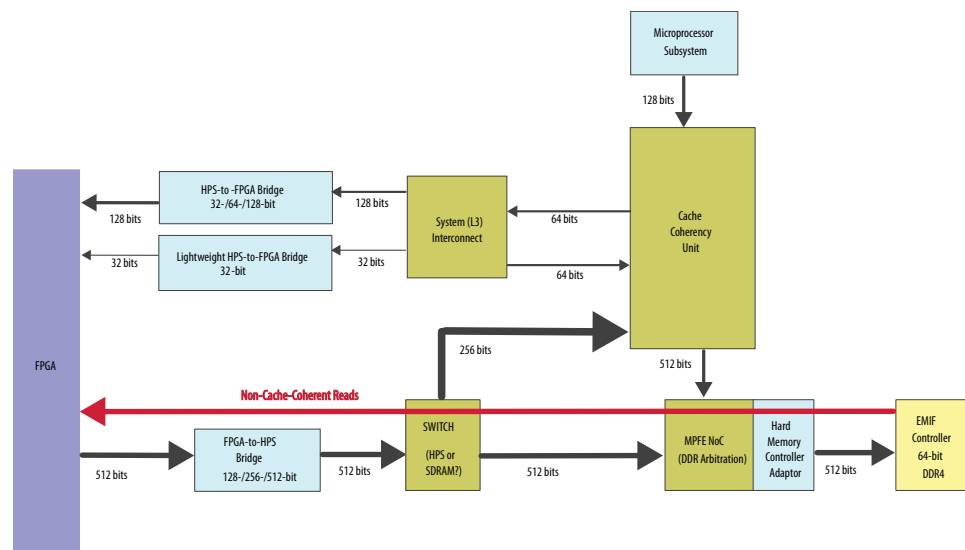 Microprocessor
Subsystem
128 bits
HPS-to -FPGA Bridge
32-/64-/128-bit
128 bits
128 bits
System (L3)
Interconnect
64 bits
Cache
Coherency
Unit
Lightweight HPS-to-FPGA Bridge
32-bit
32 bits
32 bits
64 bits
256 bits
FPGA
512 bits
Non-Cache-Coherent Reads
SWITCH
(HPS or
SDRAM?)
MPFE NoC
(DDR Arbitration)
Hard
Memory
Controller
Adaptor
EMIF
Controller
64-bit
DDR4
FPGA-to-HPS
Bridge
128-/256-/512-bit
512 bits
512 bits
512 bits
512 bits